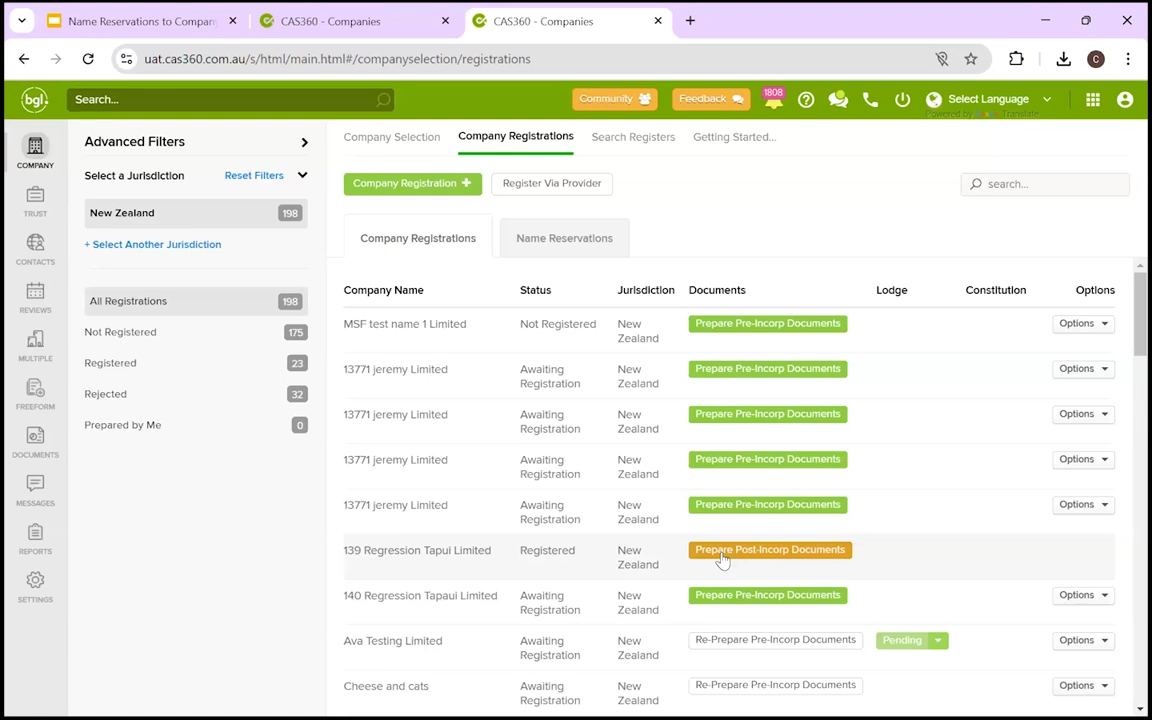 Name Reservations to Compan
CAS360 - Companies
CAS360 - Companies
uat.cas360.com.au/s/html/main.html#/companyselection/registrations
C
bgl.
Search...
Community
Feedback
1808
Select Language
Powered by Translate
COMPANY
TRUST
CONTACTS
REVIEWS
MULTIPLE
FREEFORM
DOCUMENTS
MESSAGES
REPORTS
SETTINGS
Advanced Filters
Select a Jurisdiction Reset Filters
New Zealand 198
+ Select Another Jurisdiction
All Registrations 198
Not Registered 175
Registered 23
Rejected 32
Prepared by Me 0
Company Selection Company Registrations Search Registers Getting Started...
Company Registration + Register Via Provider search...
Company Registrations Name Reservations
Company Name Status Jurisdiction Documents Lodge Constitution Options
MSF test name 1 Limited Not Registered New Zealand Prepare Pre-Incorp Documents Options
13771 jeremy Limited Awaiting Registration New Zealand Prepare Pre-Incorp Documents Options
13771 jeremy Limited Awaiting Registration New Zealand Prepare Pre-Incorp Documents Options
13771 jeremy Limited Awaiting Registration New Zealand Prepare Pre-Incorp Documents Options
13771 jeremy Limited Awaiting Registration New Zealand Prepare Pre-Incorp Documents Options
139 Regression Tapui Limited Registered New Zealand Prepare Post-Incorp Documents
140 Regression Tapaui Limited Awaiting Registration New Zealand Prepare Pre-Incorp Documents Options
Ava Testing Limited Awaiting Registration New Zealand Re-Prepare Pre-Incorp Documents Pending Options
Cheese and cats Awaiting Registration New Zealand Re-Prepare Pre-Incorp Documents Options